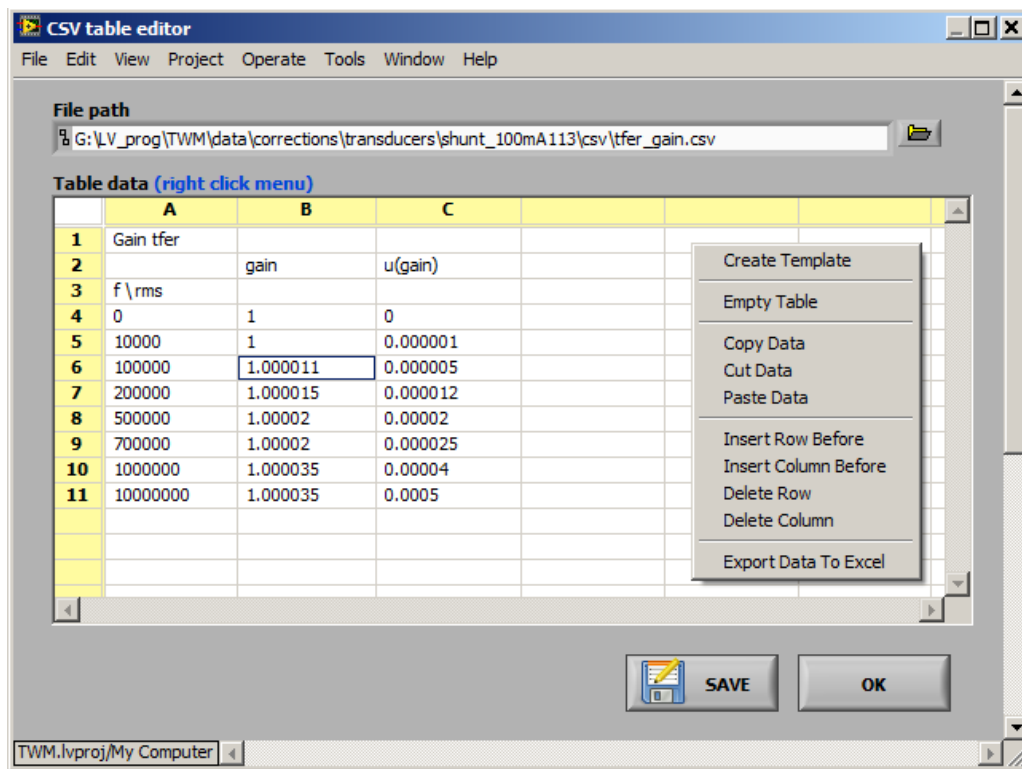 CSV table editor
File Edit View Project Operate Tools Window Help
File path
G:\LV_prog\TWM\data\corrections\transducers\shunt_100mA113\csv\tfer_gain.csv
Table data (right click menu)
A B C
1 Gain tfer
2 gain u(gain)
3 f \ rms
4 0 1 0
5 10000 1 0.000001
6 100000 1.000011 0.000005
7 200000 1.000015 0.000012
8 500000 1.00002 0.00002
9 700000 1.00002 0.000025
10 1000000 1.000035 0.00004
11 10000000 1.000035 0.0005
Create Template
Empty Table
Copy Data
Cut Data
Paste Data
Insert Row Before
Insert Column Before
Delete Row
Delete Column
Export Data To Excel
SAVE OK
TWM.lvproj/My Computer